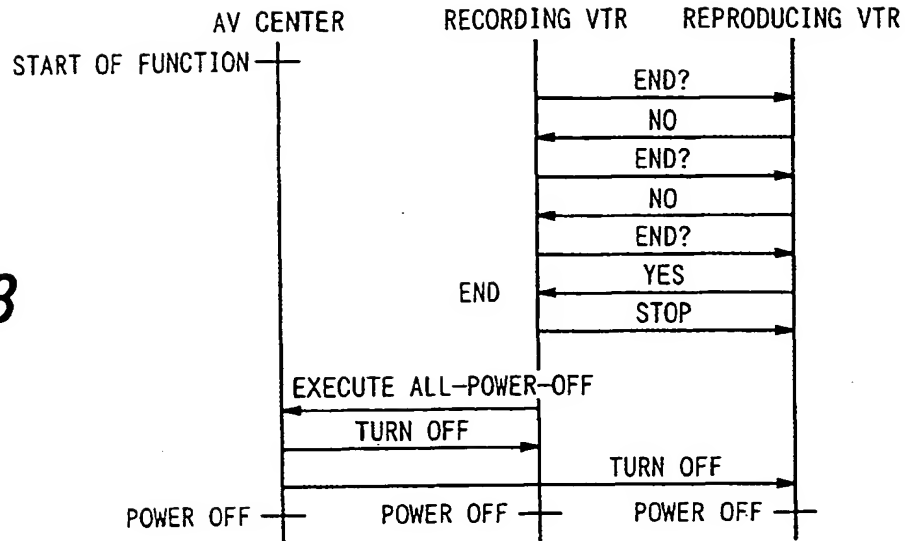 AV CENTER
RECORDING VTR
REPRODUCING VTR
START OF FUNCTION
END?
NO
END?
NO
END?
YES
END
STOP
EXECUTE ALL-POWER-OFF
TURN OFF
TURN OFF
POWER OFF
POWER OFF
POWER OFF